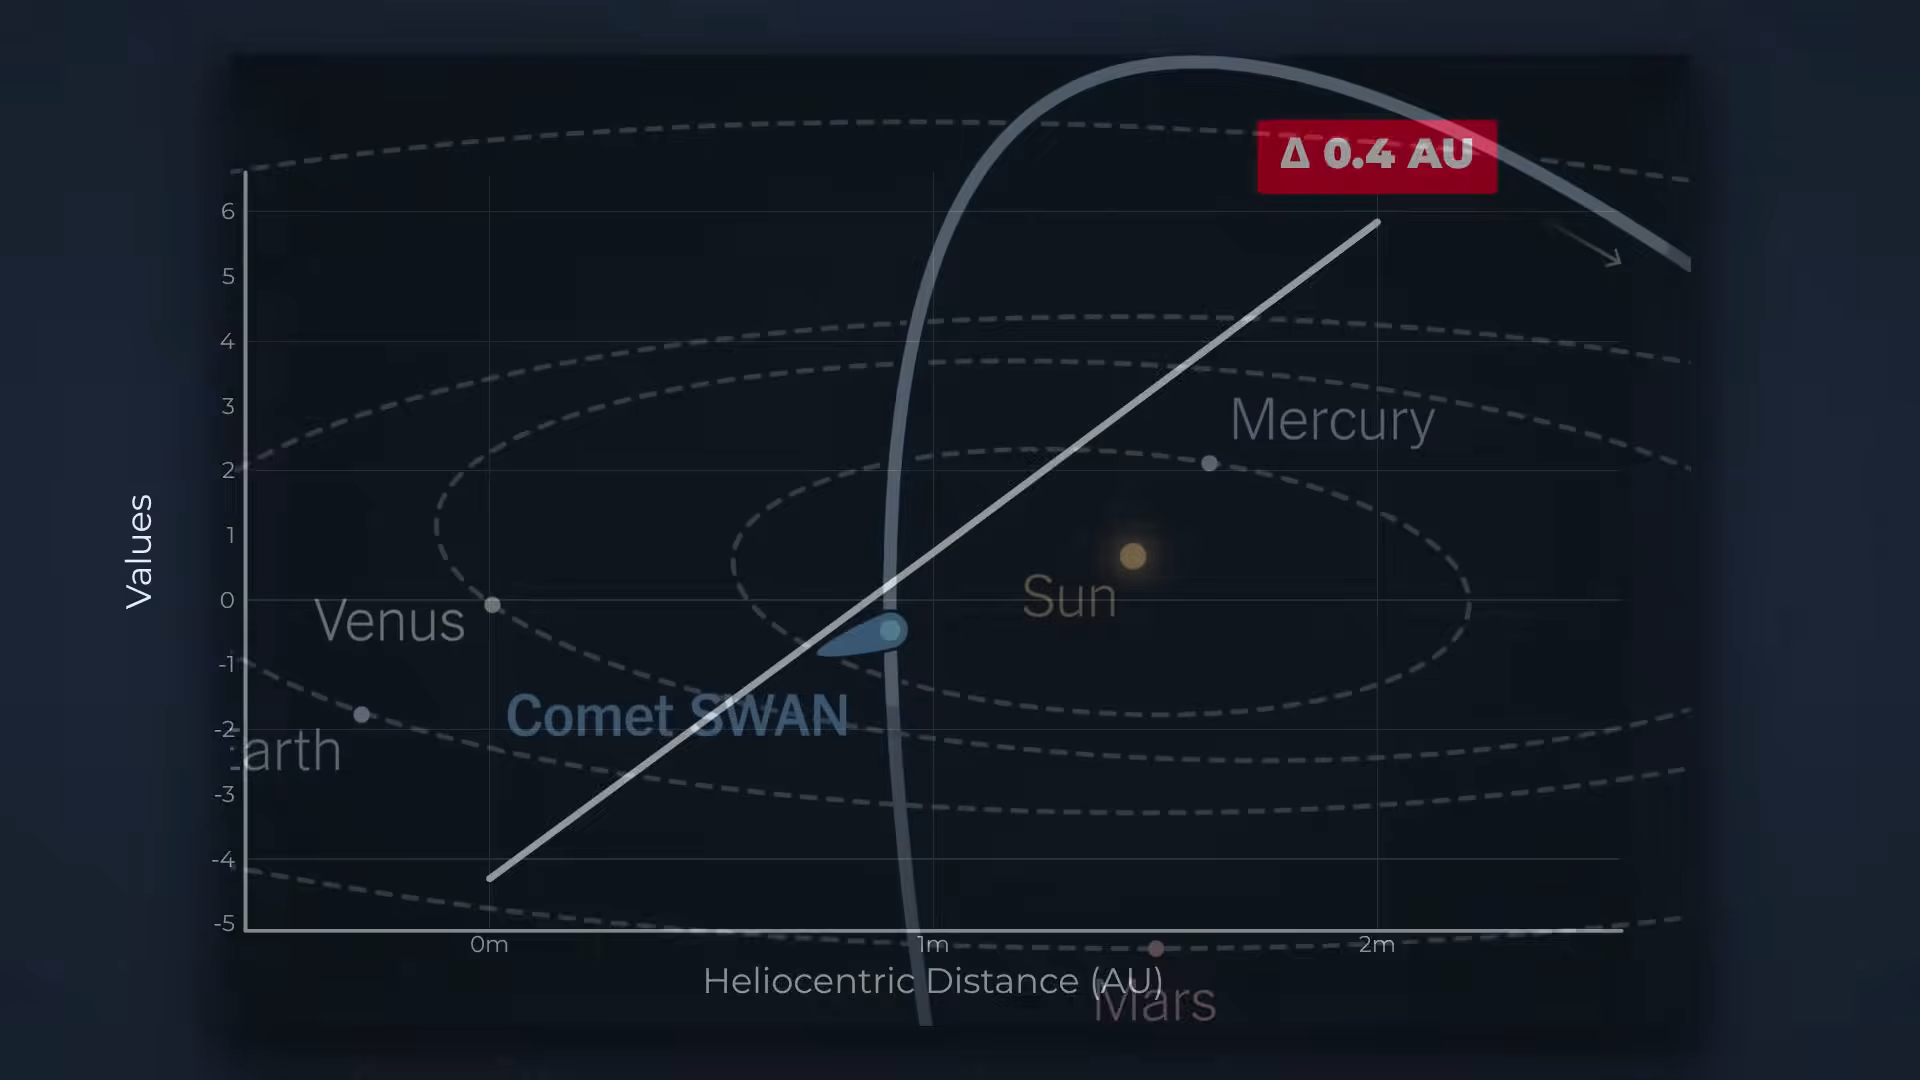 Δ 0.4 AU
6
5
4
3
2
1
0
-1
-2
-3
-4
-5
Values
Mercury
Sun
Venus
Comet SWAN
arth
0m
1m
2m
Heliocentric Distance (AU)
Mars